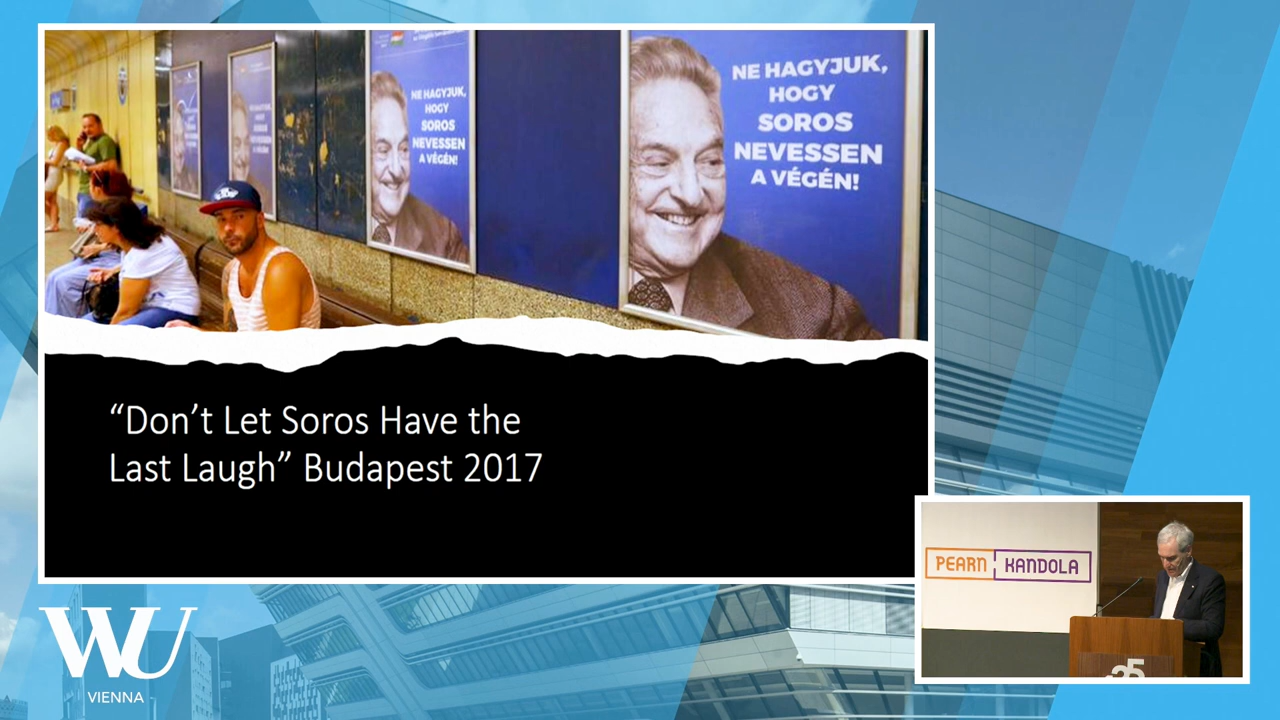 NE HAGYJUK,
HOGY
SOROS
NEVESSEN
A VÉGÉN!
NE HAGYJUK,
HOGY
SOROS
NEVESSEN
A VÉGÉN!
“Don’t Let Soros Have the
Last Laugh” Budapest 2017
PEARN KANDOLA
25
WU
VIENNA